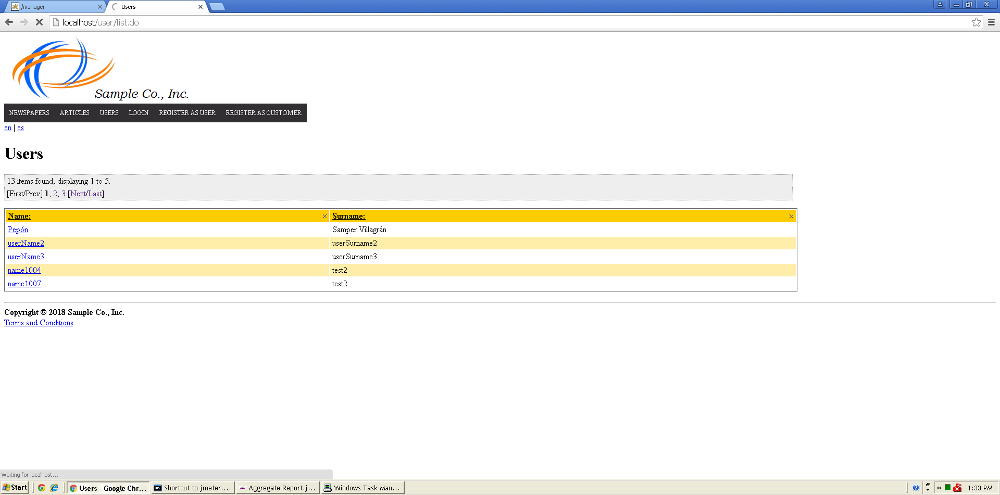 /manager
Users
localhost/user/list.do
Sample Co., Inc.
NEWSPAPERS ARTICLES USERS LOGIN REGISTER AS USER REGISTER AS CUSTOMER
en | es
Users
13 items found, displaying 1 to 5.
[First/Prev] 1, 2, 3 [Next/Last]
Name: Surname:
Pepón Samper Villagrán
userName2 userSurname2
userName3 userSurname3
name1004 test2
name1007 test2
Copyright © 2018 Sample Co., Inc.
Terms and Conditions
Waiting for localhost...
Start Users - Google Chr... Shortcut to jmeter.... Aggregate Report.j... Windows Task Man... 1:33 PM